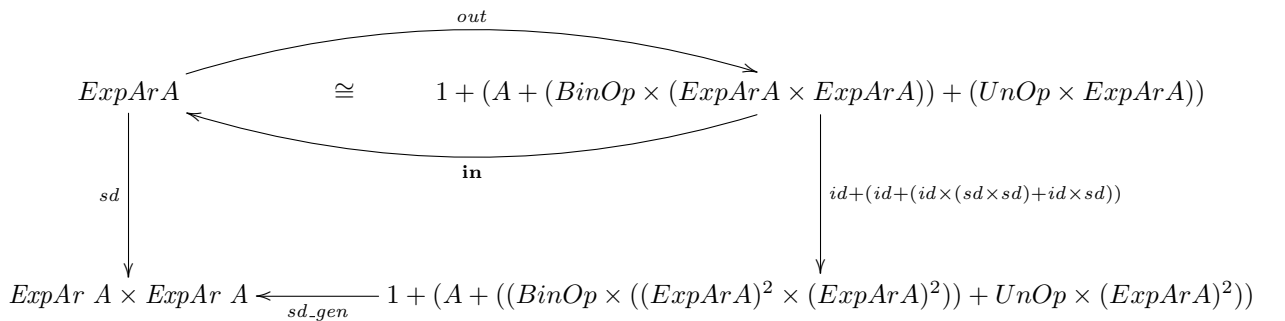 out
ExpArA ≅ 1 + (A + (BinOp × (ExpArA × ExpArA)) + (UnOp × ExpArA))
in
sd id+(id+(id×(sd×sd)+id×sd))
ExpAr A × ExpAr A 1 + (A + ((BinOp × ((ExpArA)² × (ExpArA)²)) + UnOp × (ExpArA)²))
sd_gen